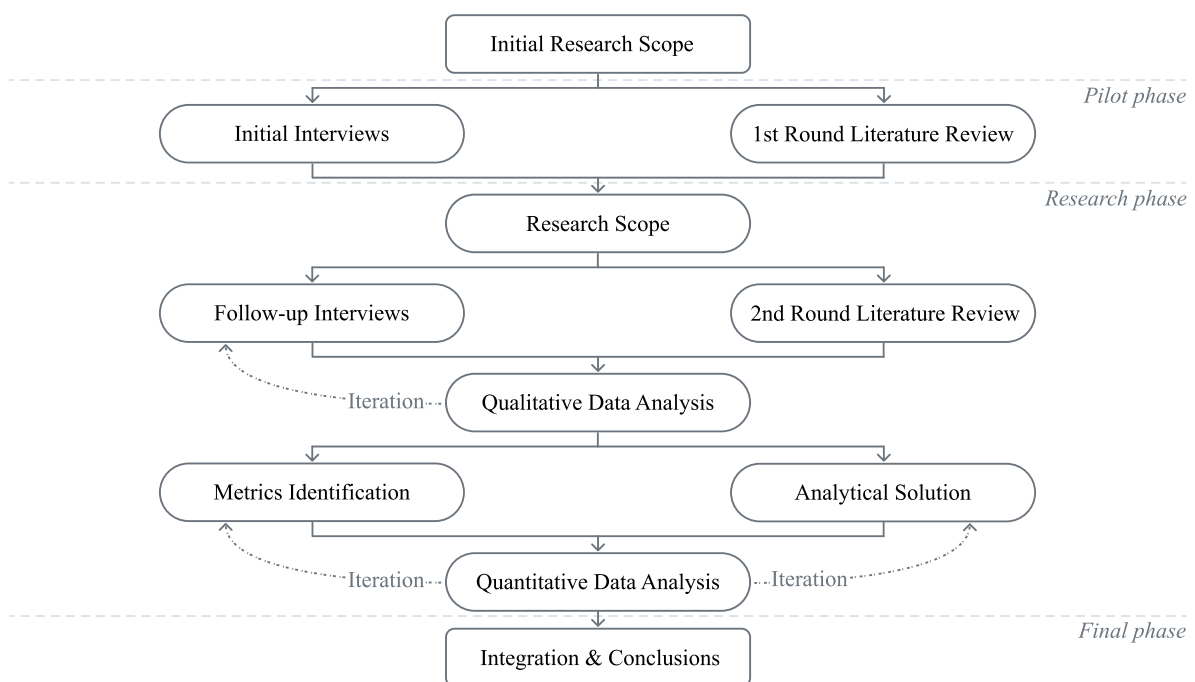 Initial Research Scope
Pilot phase
Initial Interviews
1st Round Literature Review
Research phase
Research Scope
Follow-up Interviews
2nd Round Literature Review
Iteration
Qualitative Data Analysis
Metrics Identification
Analytical Solution
Iteration
Quantitative Data Analysis
Iteration
Final phase
Integration & Conclusions